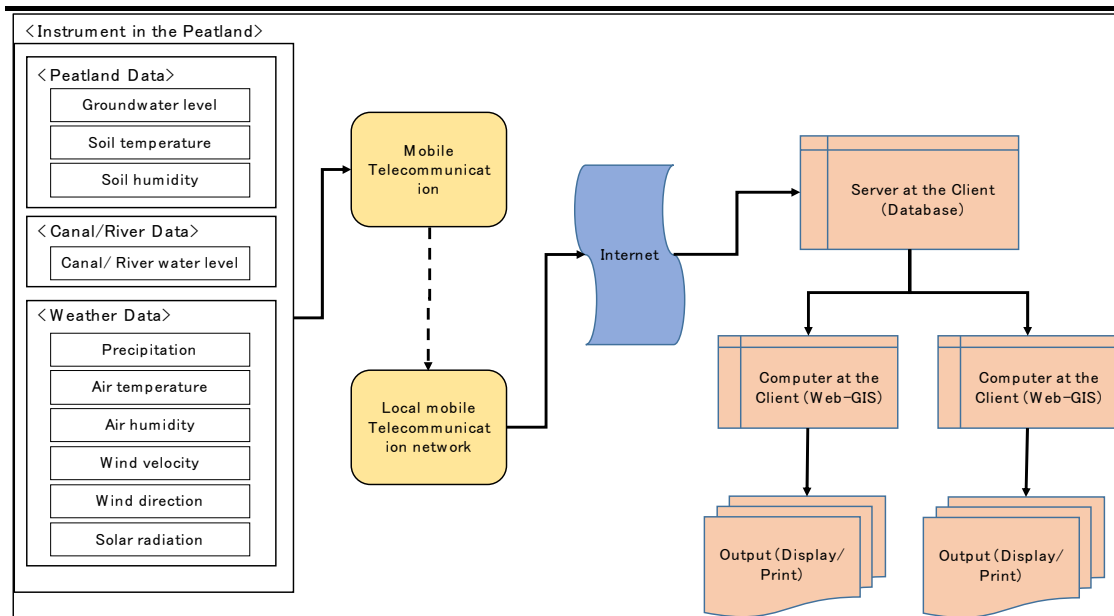 <Instrument in the Peatland>
<Peatland Data>
Groundwater level
Soil temperature
Soil humidity
<Canal/River Data>
Canal/ River water level
<Weather Data>
Precipitation
Air temperature
Air humidity
Wind velocity
Wind direction
Solar radiation
Mobile
Telecommunicat
ion
Local mobile
Telecommunicat
ion network
Internet
Server at the Client
(Database)
Computer at the
Client (Web-GIS)
Computer at the
Client (Web-GIS)
Output (Display/
Print)
Output (Display/
Print)